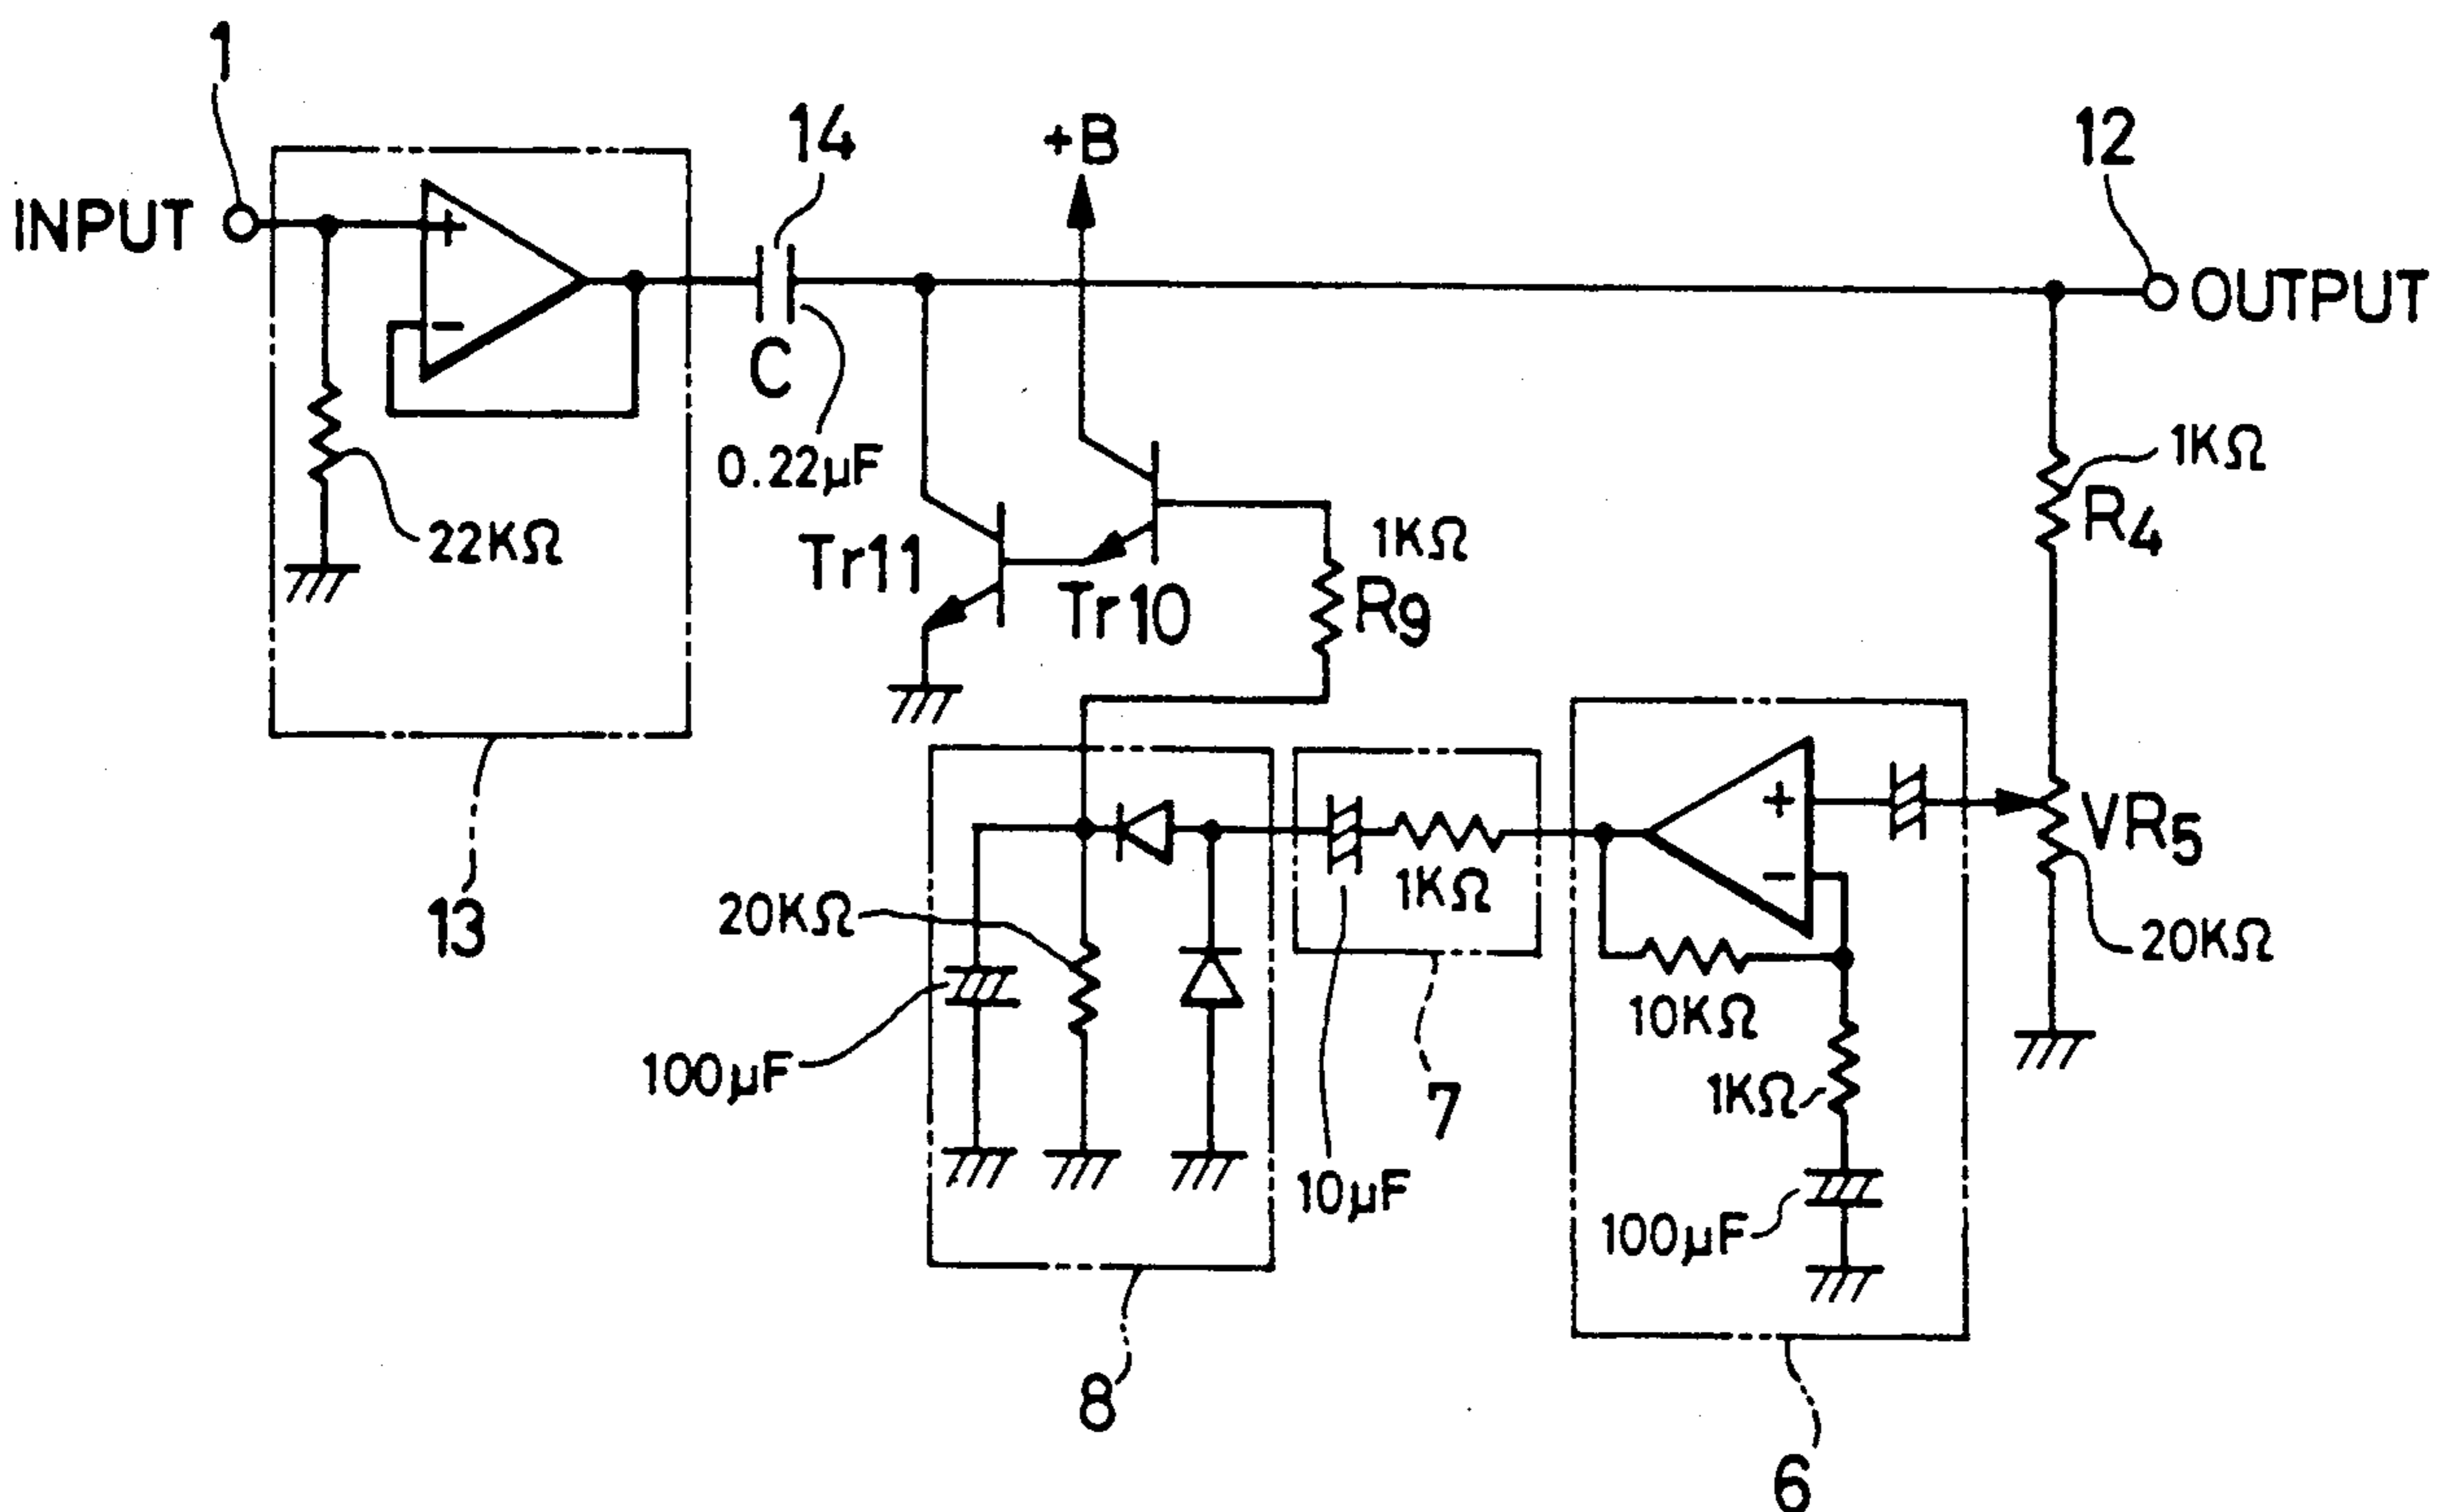 1
INPUT
+
−
22KΩ
13
14
C
0.22μF
+B
12
OUTPUT
1KΩ
R4
Tr11
Tr10
1KΩ
R9
VR5
20KΩ
+
−
10KΩ
1KΩ
100μF
6
1KΩ
10μF
7
20KΩ
100μF
8